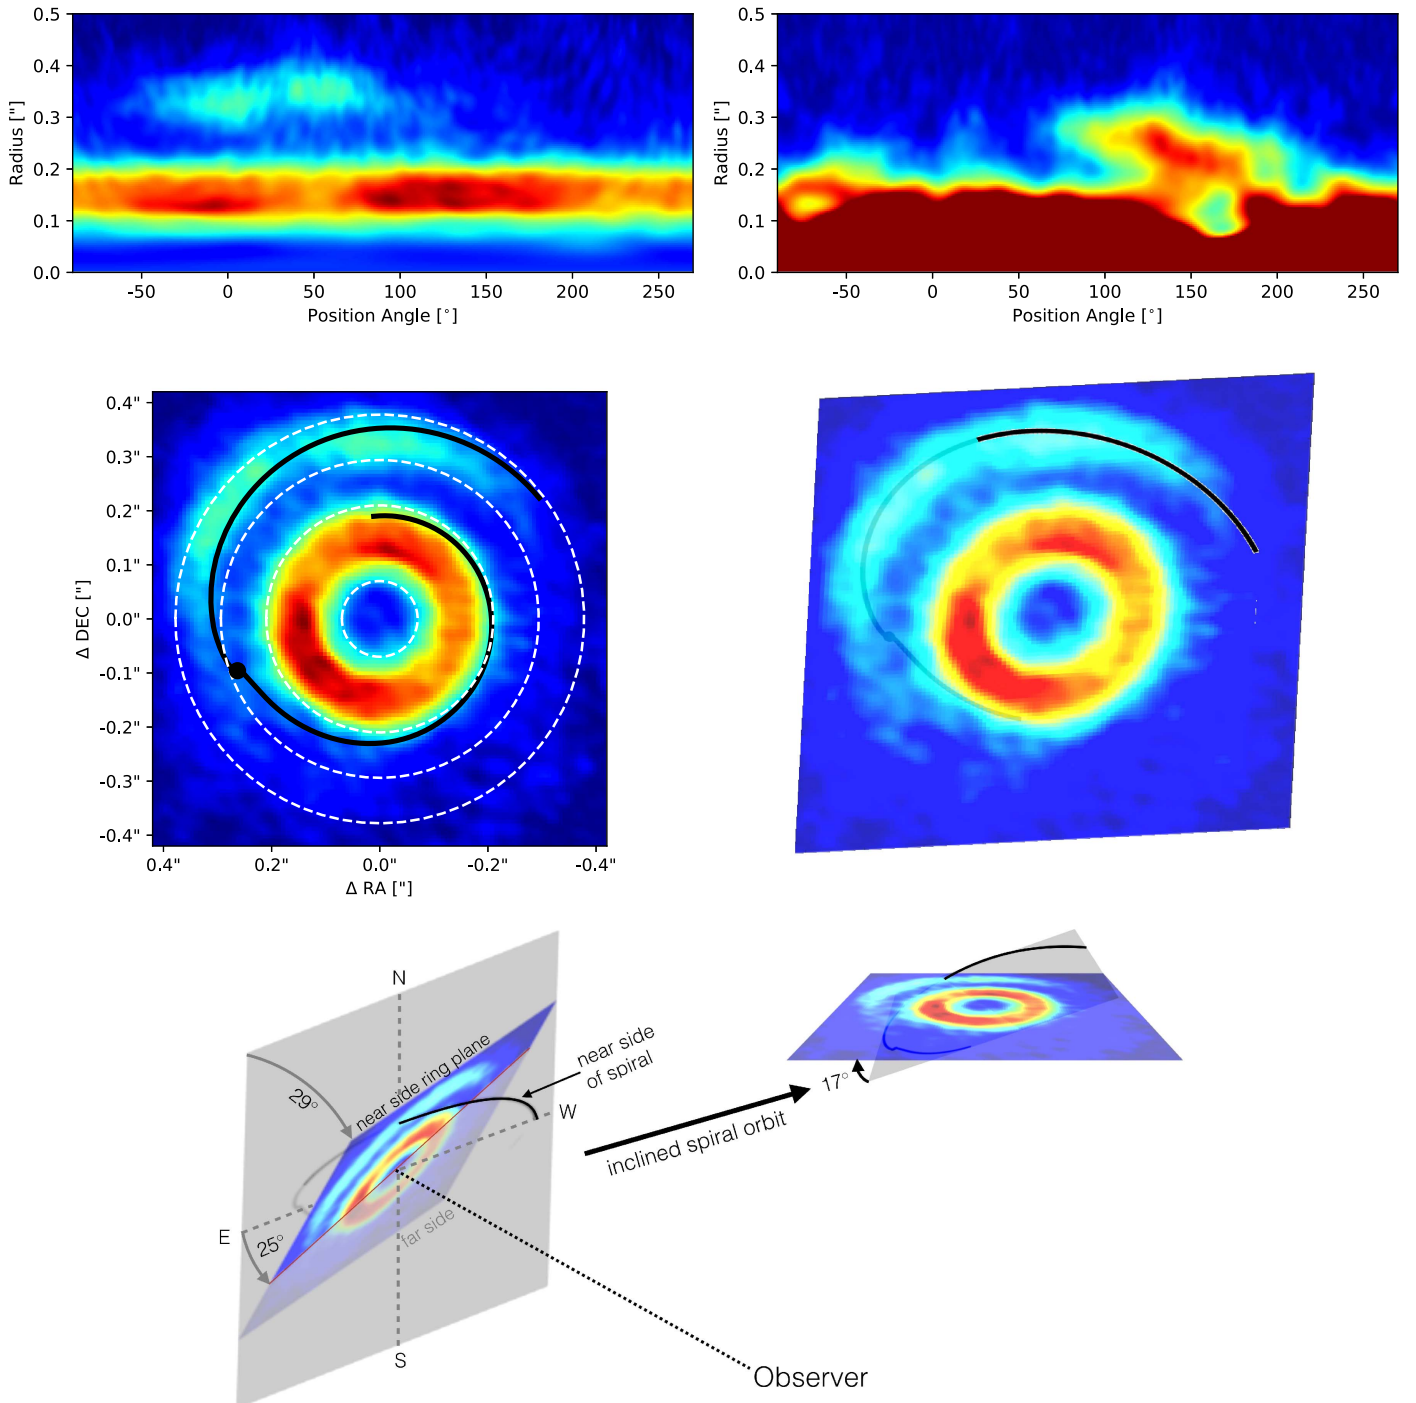 0.5
0.4
0.3
0.2
0.1
0.0
Radius ["]
-50
0
50
100
150
200
250
Position Angle [°]
0.5
0.4
0.3
0.2
0.1
0.0
Radius ["]
-50
0
50
100
150
200
250
Position Angle [°]
0.4"
0.3"
0.2"
0.1"
0.0"
-0.1"
-0.2"
-0.3"
-0.4"
Δ DEC ["]
0.4"
0.2"
0.0"
-0.2"
-0.4"
Δ RA ["]
N
29°
near side ring plane
near side
of spiral
W
E
25°
far side
S
Observer
inclined spiral orbit
17°